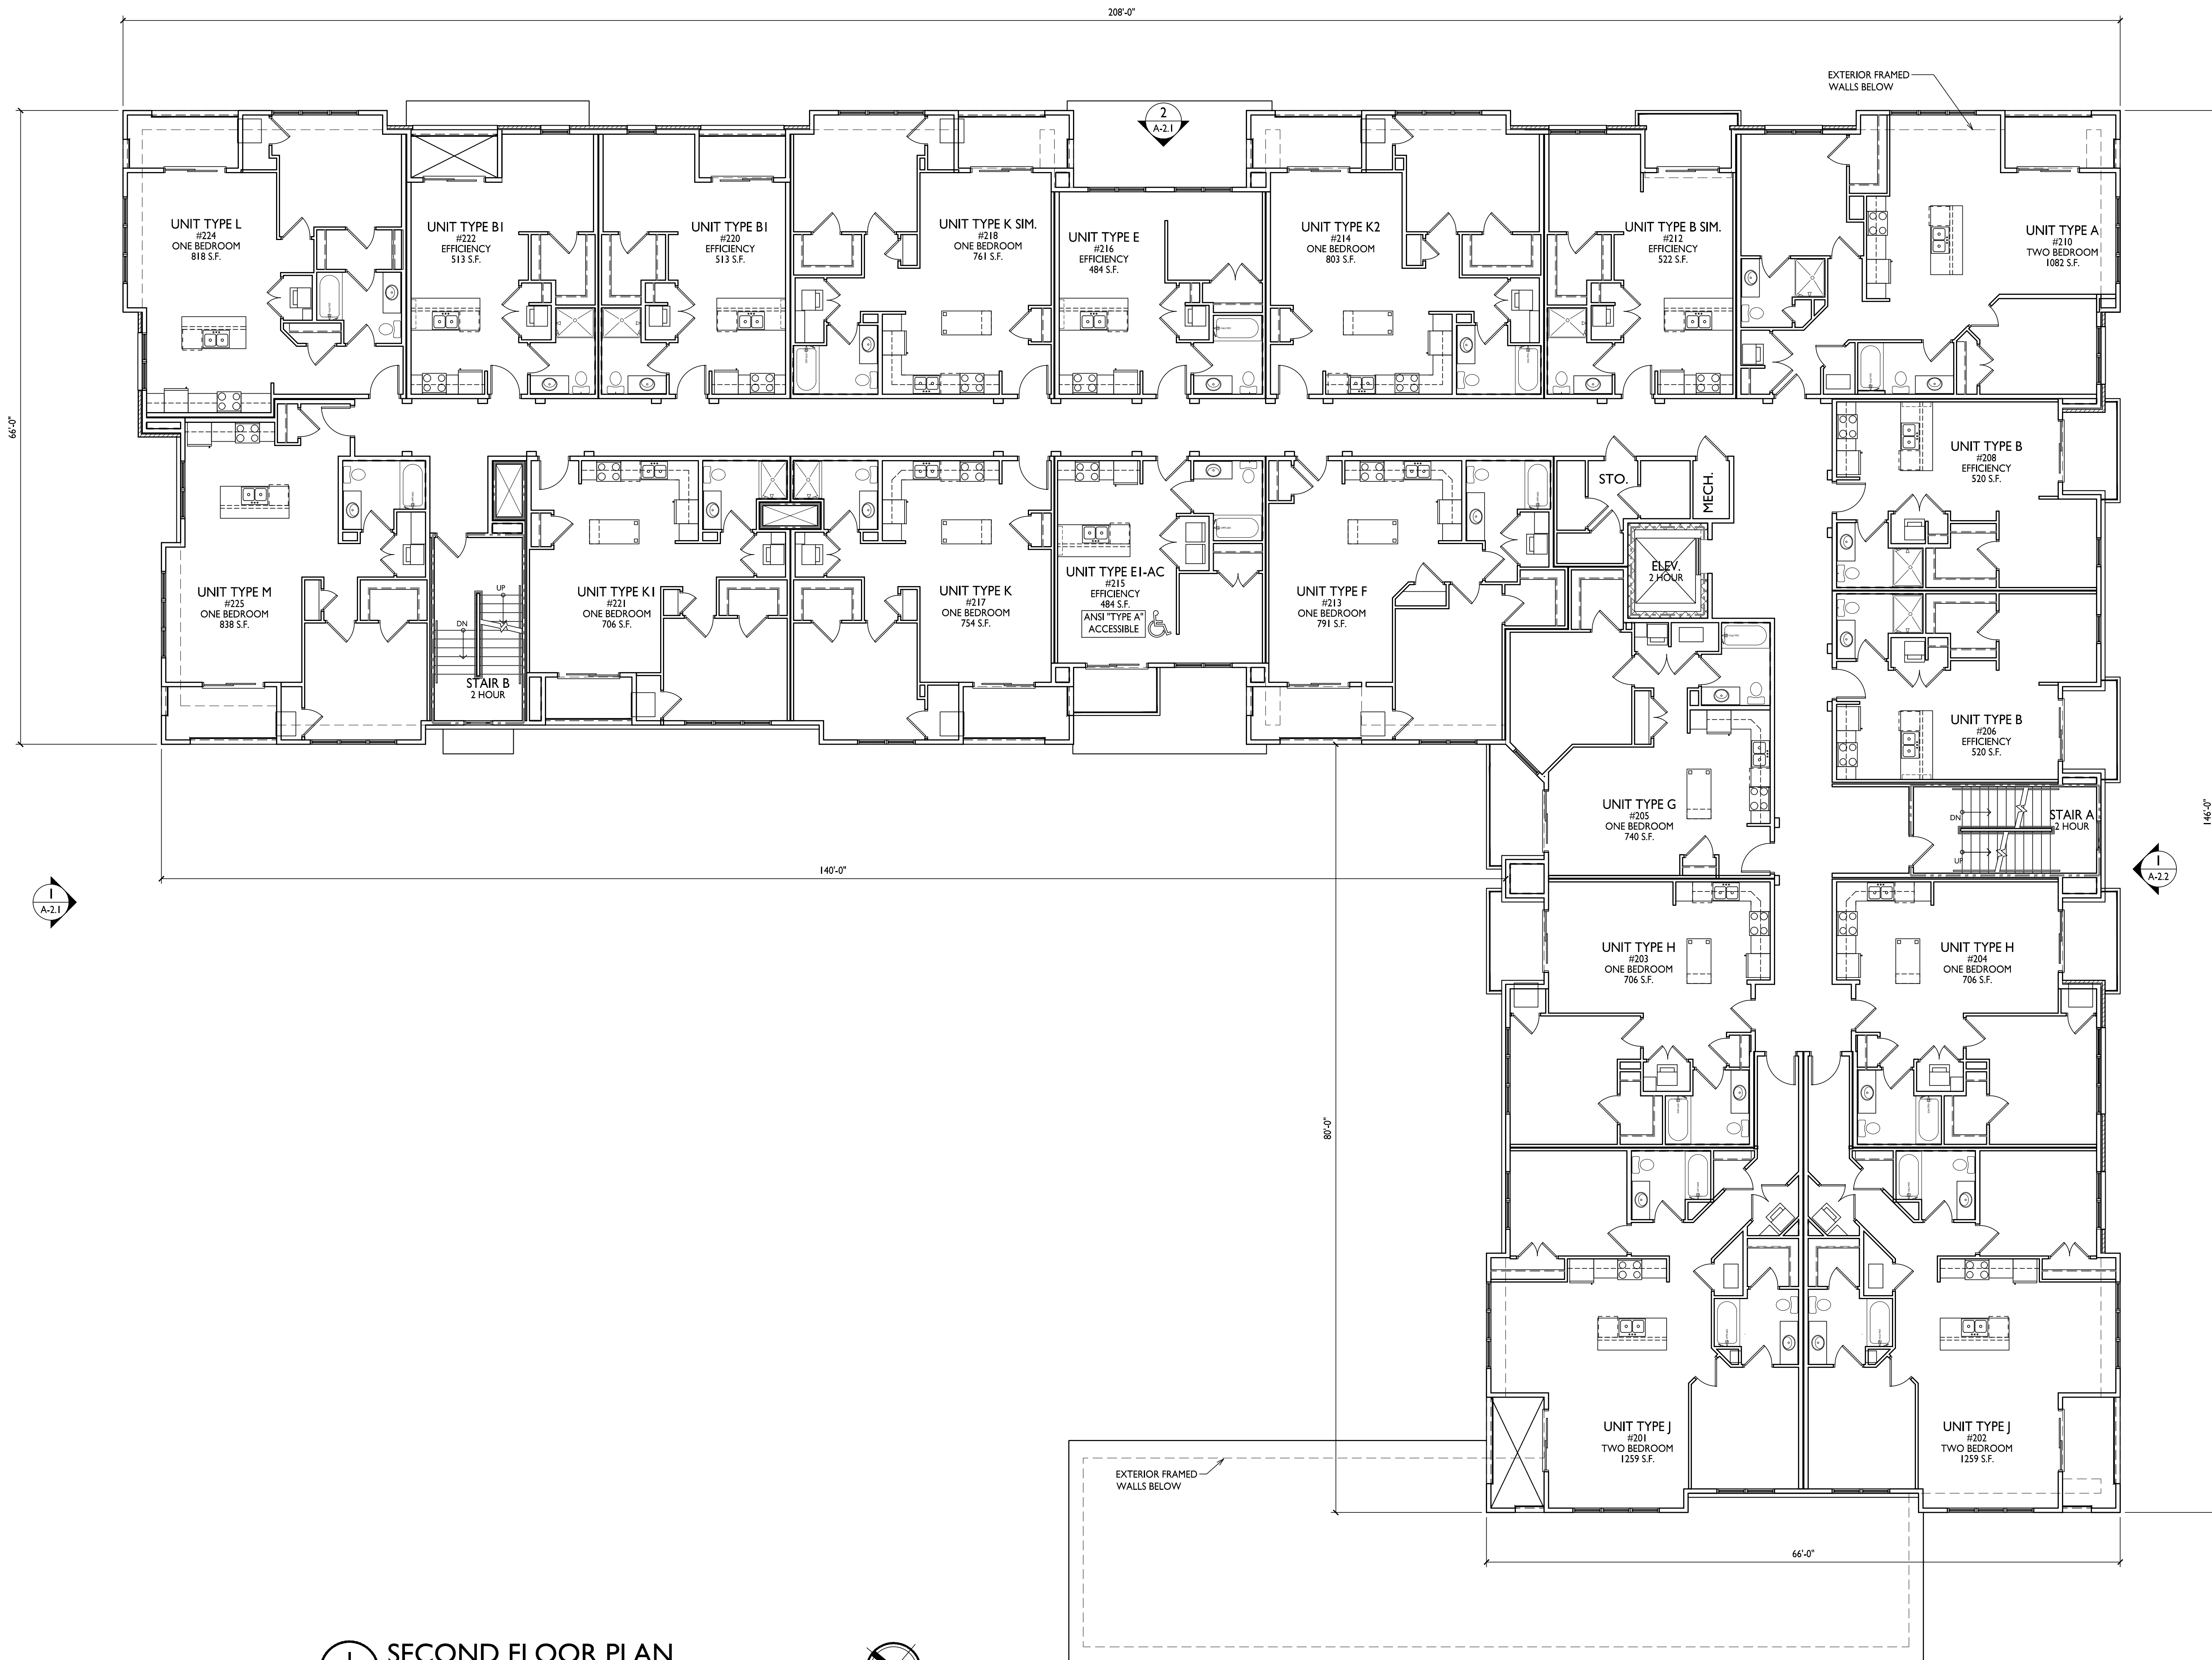 208'-0"
EXTERIOR FRAMED
WALLS BELOW
2
A-2.1
66'-0"
UNIT TYPE L
#224
ONE BEDROOM
818 S.F.
UNIT TYPE B1
#222
EFFICIENCY
513 S.F.
UNIT TYPE B1
#220
EFFICIENCY
513 S.F.
UNIT TYPE K SIM.
#218
ONE BEDROOM
761 S.F.
UNIT TYPE E
#216
EFFICIENCY
484 S.F.
UNIT TYPE K2
#214
ONE BEDROOM
803 S.F.
UNIT TYPE B SIM.
#212
EFFICIENCY
522 S.F.
UNIT TYPE A
#210
TWO BEDROOM
1082 S.F.
UNIT TYPE B
#208
EFFICIENCY
520 S.F.
STO.
MECH.
ELEV.
2 HOUR
UNIT TYPE M
#225
ONE BEDROOM
838 S.F.
UP
DN
STAIR B
2 HOUR
UNIT TYPE K1
#221
ONE BEDROOM
706 S.F.
UNIT TYPE K
#217
ONE BEDROOM
754 S.F.
UNIT TYPE E1-AC
#215
EFFICIENCY
484 S.F.
ANSI "TYPE A"
ACCESSIBLE
UNIT TYPE F
#213
ONE BEDROOM
791 S.F.
UNIT TYPE B
#206
EFFICIENCY
520 S.F.
UNIT TYPE G
#205
ONE BEDROOM
740 S.F.
DN
UP
STAIR A
2 HOUR
146'-0"
140'-0"
1
A-2.1
1
A-2.2
UNIT TYPE H
#203
ONE BEDROOM
706 S.F.
UNIT TYPE H
#204
ONE BEDROOM
706 S.F.
80'-0"
UNIT TYPE J
#201
TWO BEDROOM
1259 S.F.
UNIT TYPE J
#202
TWO BEDROOM
1259 S.F.
EXTERIOR FRAMED
WALLS BELOW
66'-0"
1
SECOND FLOOR PLAN